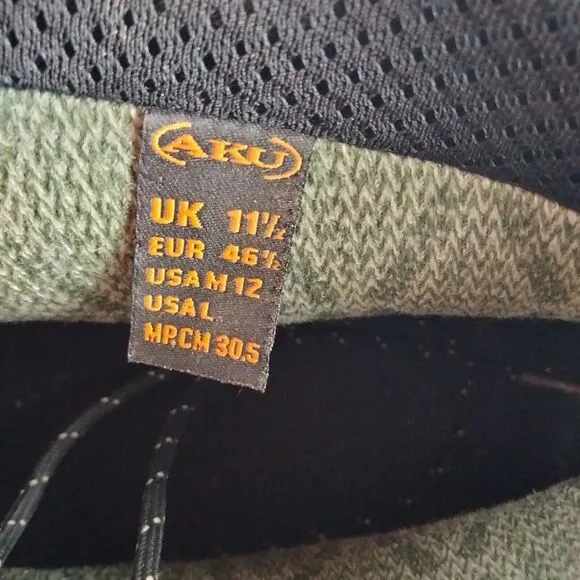 AKU
UK 11½
EUR 46½
USA M 12
USA L
MP.CM 30.5